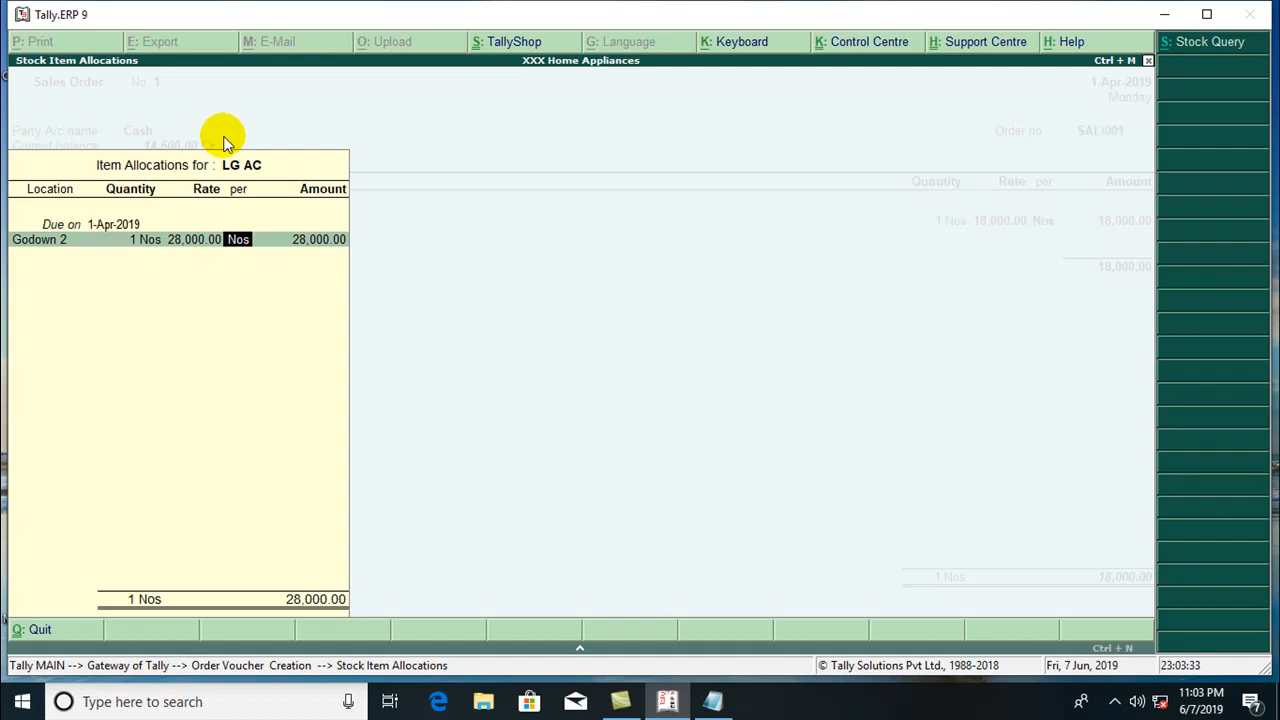 Tally.ERP 9
P: Print E: Export M: E-Mail O: Upload S: TallyShop G: Language K: Keyboard K: Control Centre H: Support Centre H: Help S: Stock Query
Stock Item Allocations XXX Home Appliances Ctrl + M
Sales Order No 1 1-Apr-2019
Monday
Party A/c name Cash Order no SAL\001
Current balance 14,600.00 Cr
Item Allocations for : LG AC
Quantity Rate per Amount
Location Quantity Rate per Amount
1 Nos 18,000.00 Nos 18,000.00
Due on 1-Apr-2019
Godown 2 1 Nos 28,000.00 Nos 28,000.00
18,000.00
1 Nos 18,000.00
1 Nos 28,000.00
Q: Quit
Ctrl + N
Tally MAIN --> Gateway of Tally --> Order Voucher Creation --> Stock Item Allocations © Tally Solutions Pvt Ltd., 1988-2018 Fri, 7 Jun, 2019 23:03:33
Type here to search
11:03 PM
6/7/2019
7